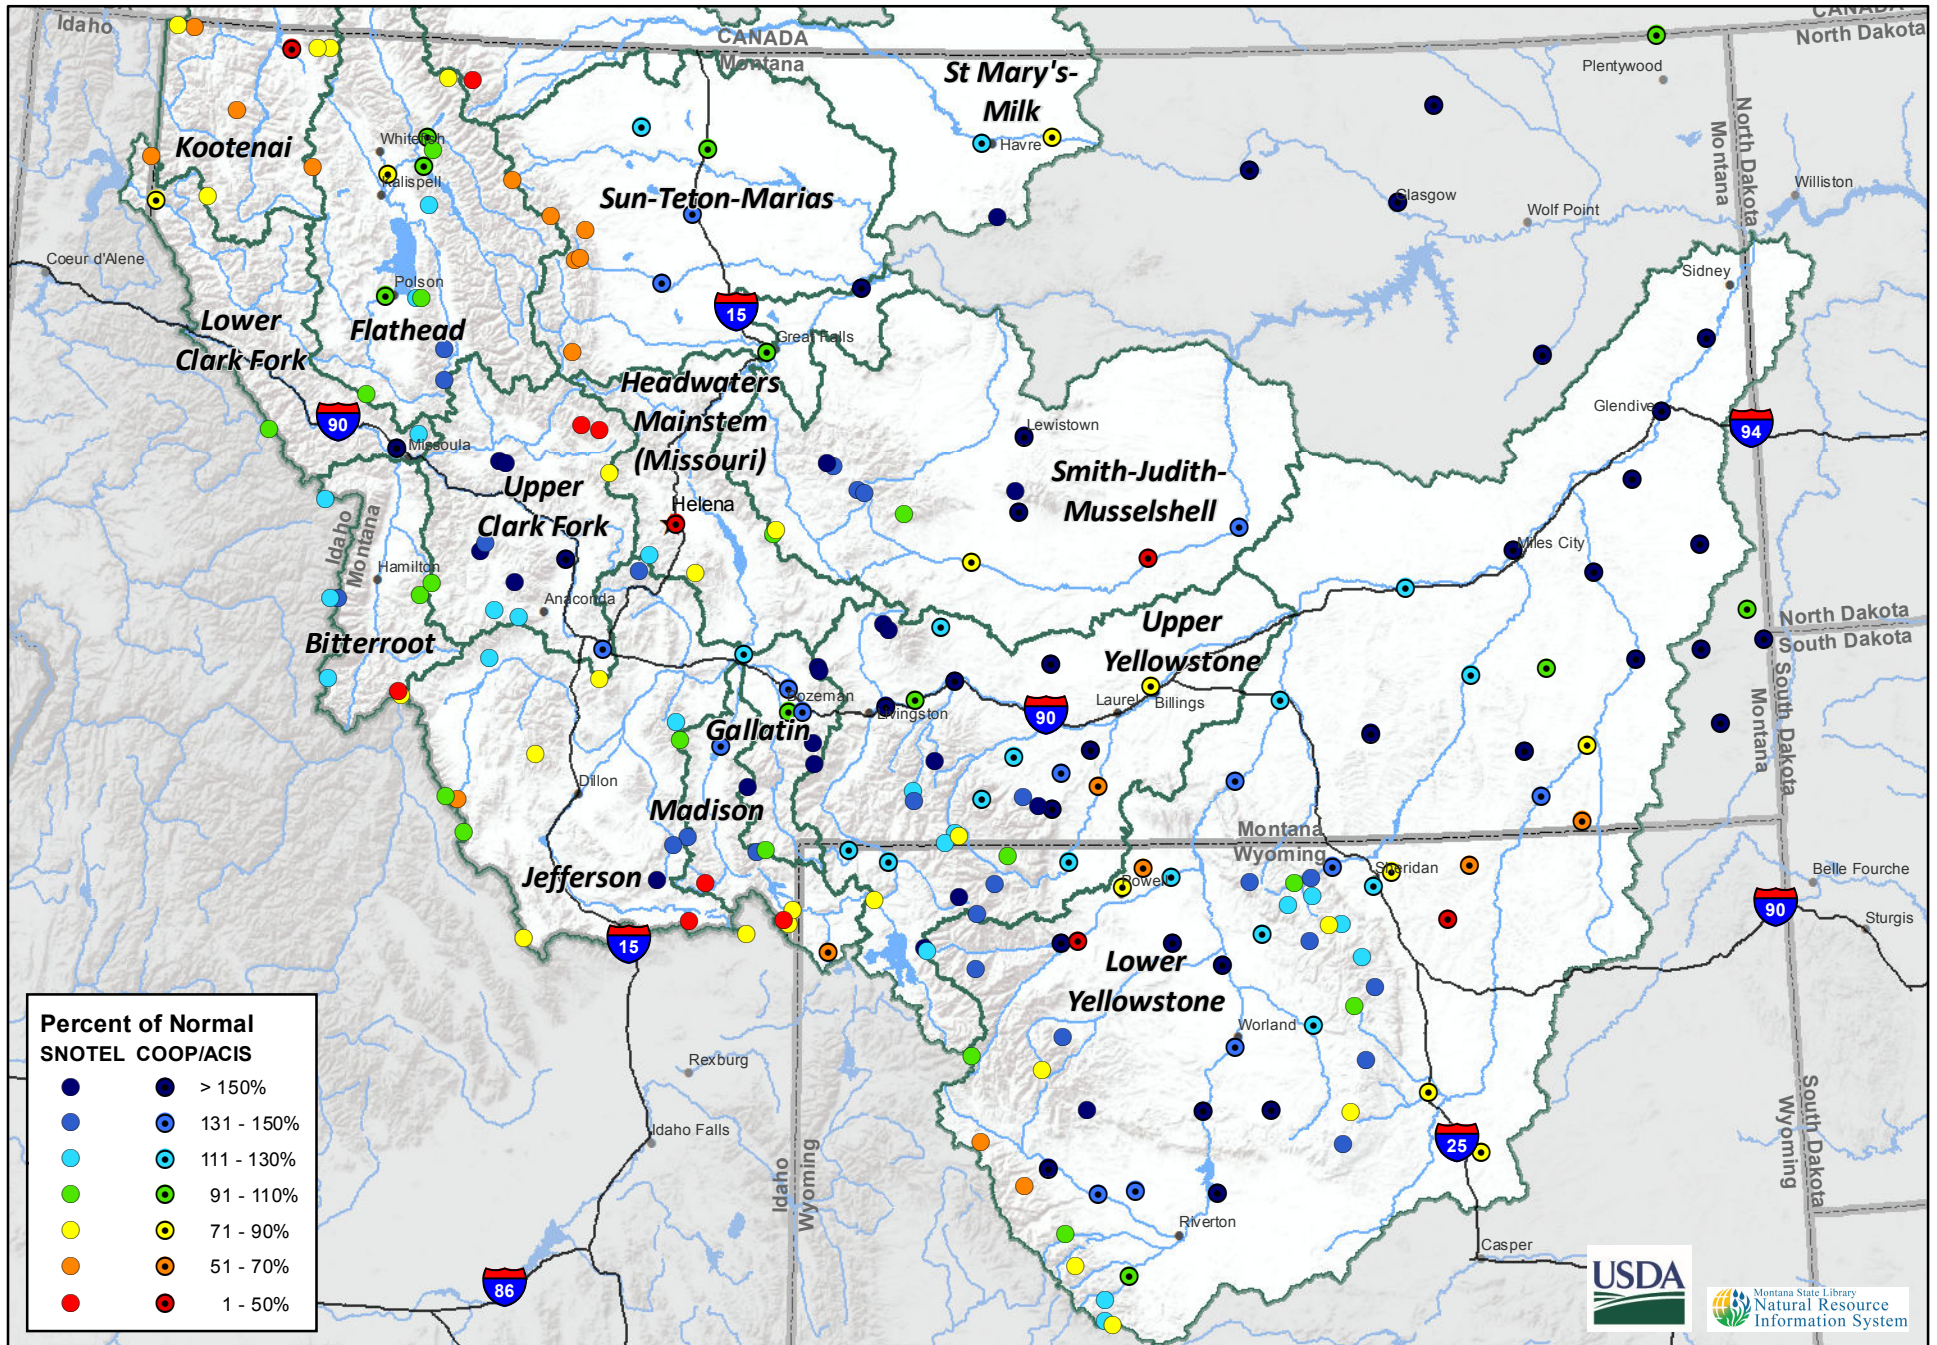 Idaho
CANADA
Montana
CANADA
North Dakota
Plentywood
St Mary's-
Milk
Havre
North Dakota
Montana
Kootenai
Whitefish
Kalispell
Sun-Teton-Marias
Glasgow
Wolf Point
Williston
Cœur d'Alene
Polson
Sidney
Lower
Clark Fork
Flathead
15
Great Falls
Headwaters
Mainstem
(Missouri)
90
Missoula
Lewistown
Glendive
94
Smith-Judith-
Musselshell
Upper
Clark Fork
Helena
Idaho
Montana
Hamilton
Anaconda
Miles City
Bitterroot
Upper
Yellowstone
North Dakota
South Dakota
Bozeman
Livingston
90
Laurel
Billings
Gallatin
South Dakota
Montana
Dillon
Madison
Montana
Wyoming
Jefferson
Powell
Sheridan
Belle Fourche
90
Sturgis
15
Lower
Yellowstone
Percent of Normal
SNOTEL COOP/ACIS
> 150%
131 - 150%
111 - 130%
91 - 110%
71 - 90%
51 - 70%
1 - 50%
Worland
Rexburg
Idaho Falls
Idaho
Wyoming
25
South Dakota
Wyoming
Riverton
Casper
86
USDA
Montana State Library
Natural Resource
Information System